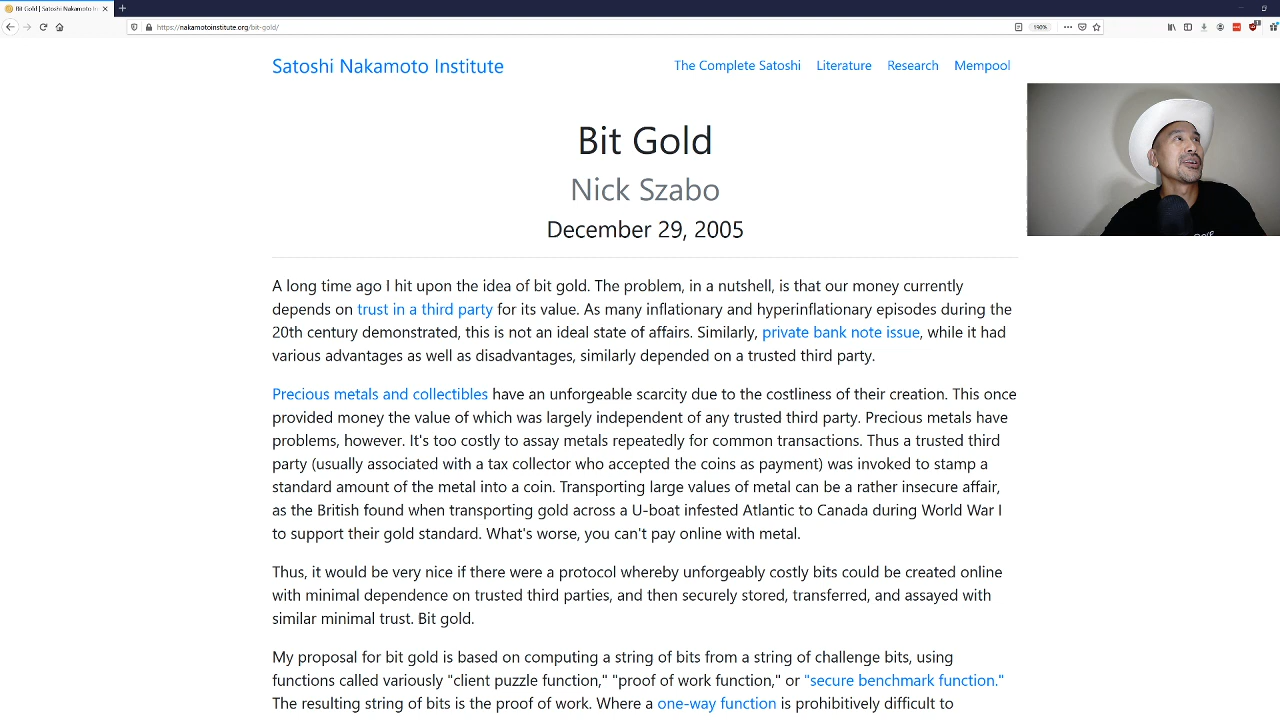 Bit Gold | Satoshi Nakamoto In
https://nakamotoinstitute.org/bit-gold/
190%
Satoshi Nakamoto Institute
The Complete Satoshi
Literature
Research
Mempool
Bit Gold
Nick Szabo
December 29, 2005
A long time ago I hit upon the idea of bit gold. The problem, in a nutshell, is that our money currently
depends on trust in a third party for its value. As many inflationary and hyperinflationary episodes during the
20th century demonstrated, this is not an ideal state of affairs. Similarly, private bank note issue, while it had
various advantages as well as disadvantages, similarly depended on a trusted third party.
Precious metals and collectibles have an unforgeable scarcity due to the costliness of their creation. This once
provided money the value of which was largely independent of any trusted third party. Precious metals have
problems, however. It's too costly to assay metals repeatedly for common transactions. Thus a trusted third
party (usually associated with a tax collector who accepted the coins as payment) was invoked to stamp a
standard amount of the metal into a coin. Transporting large values of metal can be a rather insecure affair,
as the British found when transporting gold across a U-boat infested Atlantic to Canada during World War I
to support their gold standard. What's worse, you can't pay online with metal.
Thus, it would be very nice if there were a protocol whereby unforgeably costly bits could be created online
with minimal dependence on trusted third parties, and then securely stored, transferred, and assayed with
similar minimal trust. Bit gold.
My proposal for bit gold is based on computing a string of bits from a string of challenge bits, using
functions called variously "client puzzle function," "proof of work function," or "secure benchmark function."
The resulting string of bits is the proof of work. Where a one-way function is prohibitively difficult to